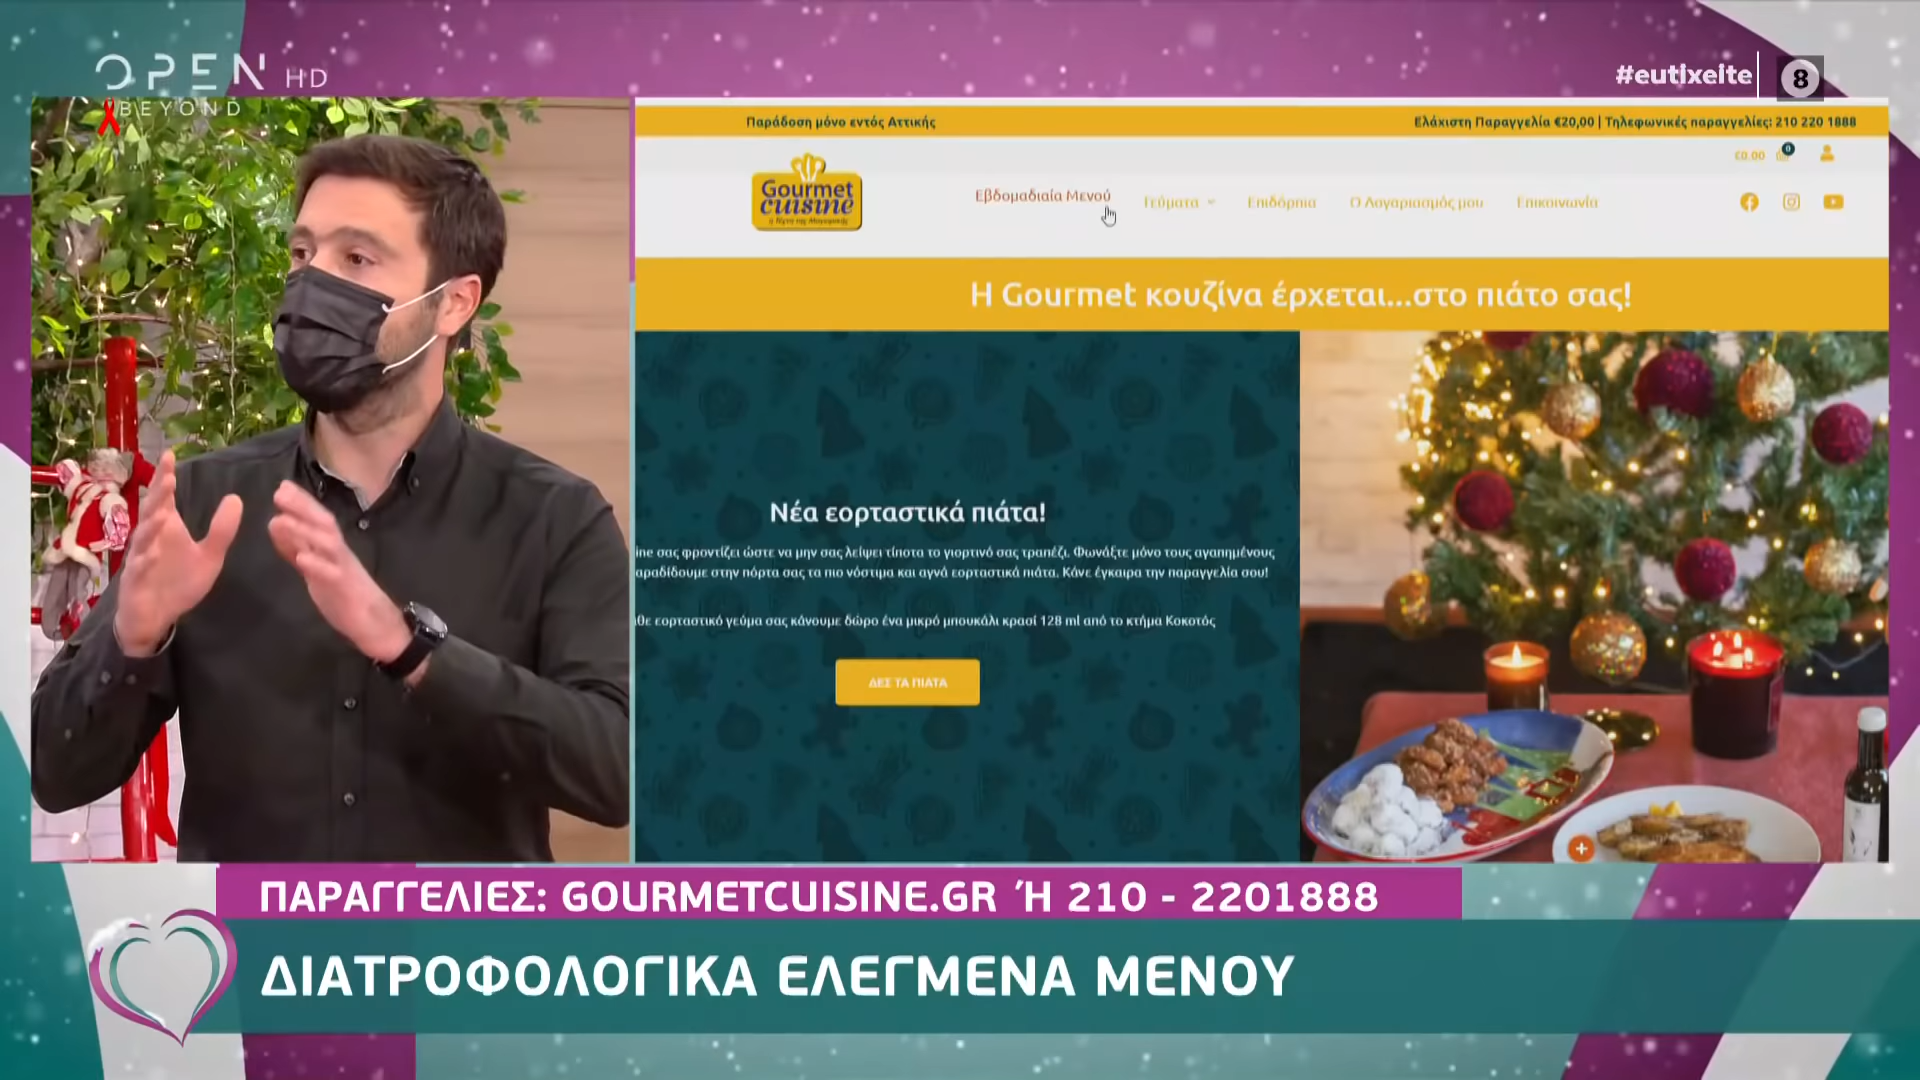 OPEN HD
BEYOND
#eutixeite
8
Παράδοση μόνο εντός Αττικής
Ελάχιστη Παραγγελία €20,00 | Τηλεφωνικές παραγγελίες: 210 220 1888
€0.00
0
Gourmet
cuisine
η Τέχνη της Μαγειρικής
Εβδομαδιαία Μενού
Γεύματα
Επιδόρπια
Ο Λογαριασμός μου
Επικοινωνία
Η Gourmet κουζίνα έρχεται...στο πιάτο σας!
Νέα εορταστικά πιάτα!
ine σας φροντίζει ώστε να μην σας λείψει τίποτα το γιορτινό σας τραπέζι. Φωνάξτε μόνο τους αγαπημένους
αραδίδουμε στην πόρτα σας τα πιο νόστιμα και αγνά εορταστικά πιάτα. Κάνε έγκαιρα την παραγγελία σου!
θε εορταστικό γεύμα σας κάνουμε δώρο ένα μικρό μπουκάλι κρασί 128 ml από το κτήμα Κοκοτός
ΔΕΣ ΤΑ ΠΙΑΤΑ
ΠΑΡΑΓΓΕΛΙΕΣ: GOURMETCUISINE.GR Ή 210 - 2201888
ΔΙΑΤΡΟΦΟΛΟΓΙΚΑ ΕΛΕΓΜΕΝΑ ΜΕΝΟΥ